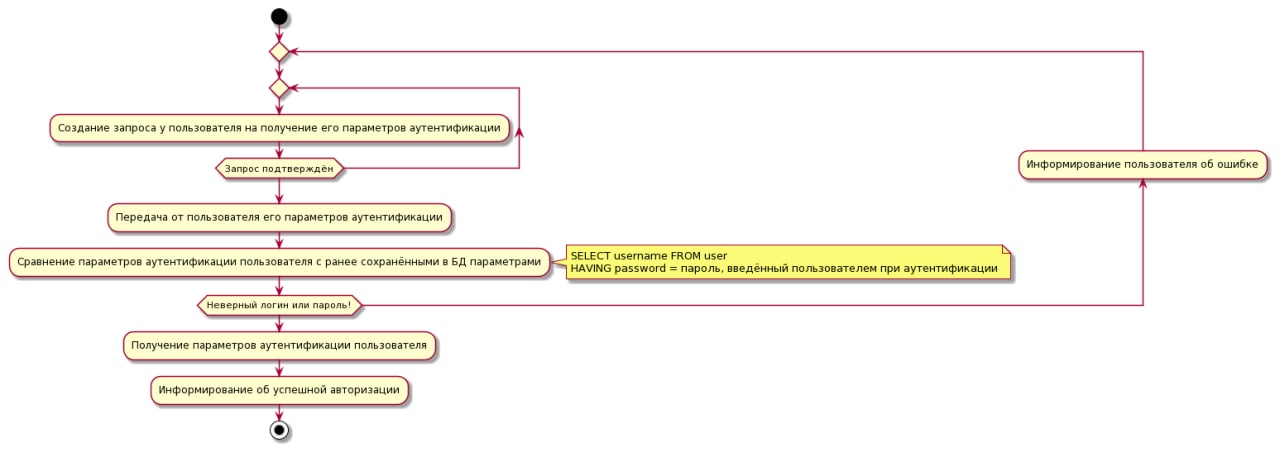 Создание запроса у пользователя на получение его параметров аутентификации
Запрос подтверждён
Информирование пользователя об ошибке
Передача от пользователя его параметров аутентификации
Сравнение параметров аутентификации пользователя с ранее сохранёнными в БД параметрами
SELECT username FROM user
HAVING password = пароль, введённый пользователем при аутентификации
Неверный логин или пароль!
Получение параметров аутентификации пользователя
Информирование об успешной авторизации